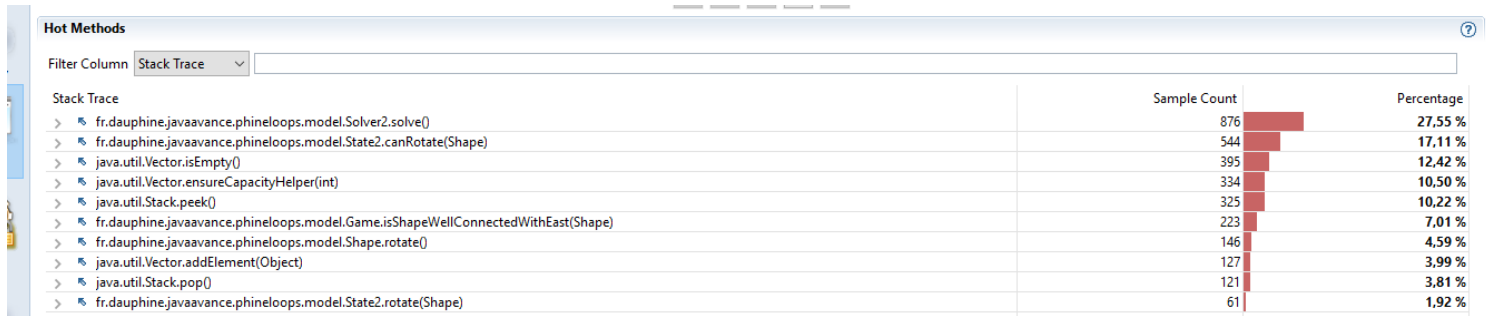 Hot Methods
Filter Column Stack Trace
Stack Trace Sample Count Percentage
fr.dauphine.javaavance.phineloops.model.Solver2.solve() 876 27,55 %
fr.dauphine.javaavance.phineloops.model.State2.canRotate(Shape) 544 17,11 %
java.util.Vector.isEmpty() 395 12,42 %
java.util.Vector.ensureCapacityHelper(int) 334 10,50 %
java.util.Stack.peek() 325 10,22 %
fr.dauphine.javaavance.phineloops.model.Game.isShapeWellConnectedWithEast(Shape) 223 7,01 %
fr.dauphine.javaavance.phineloops.model.Shape.rotate() 146 4,59 %
java.util.Vector.addElement(Object) 127 3,99 %
java.util.Stack.pop() 121 3,81 %
fr.dauphine.javaavance.phineloops.model.State2.rotate(Shape) 61 1,92 %